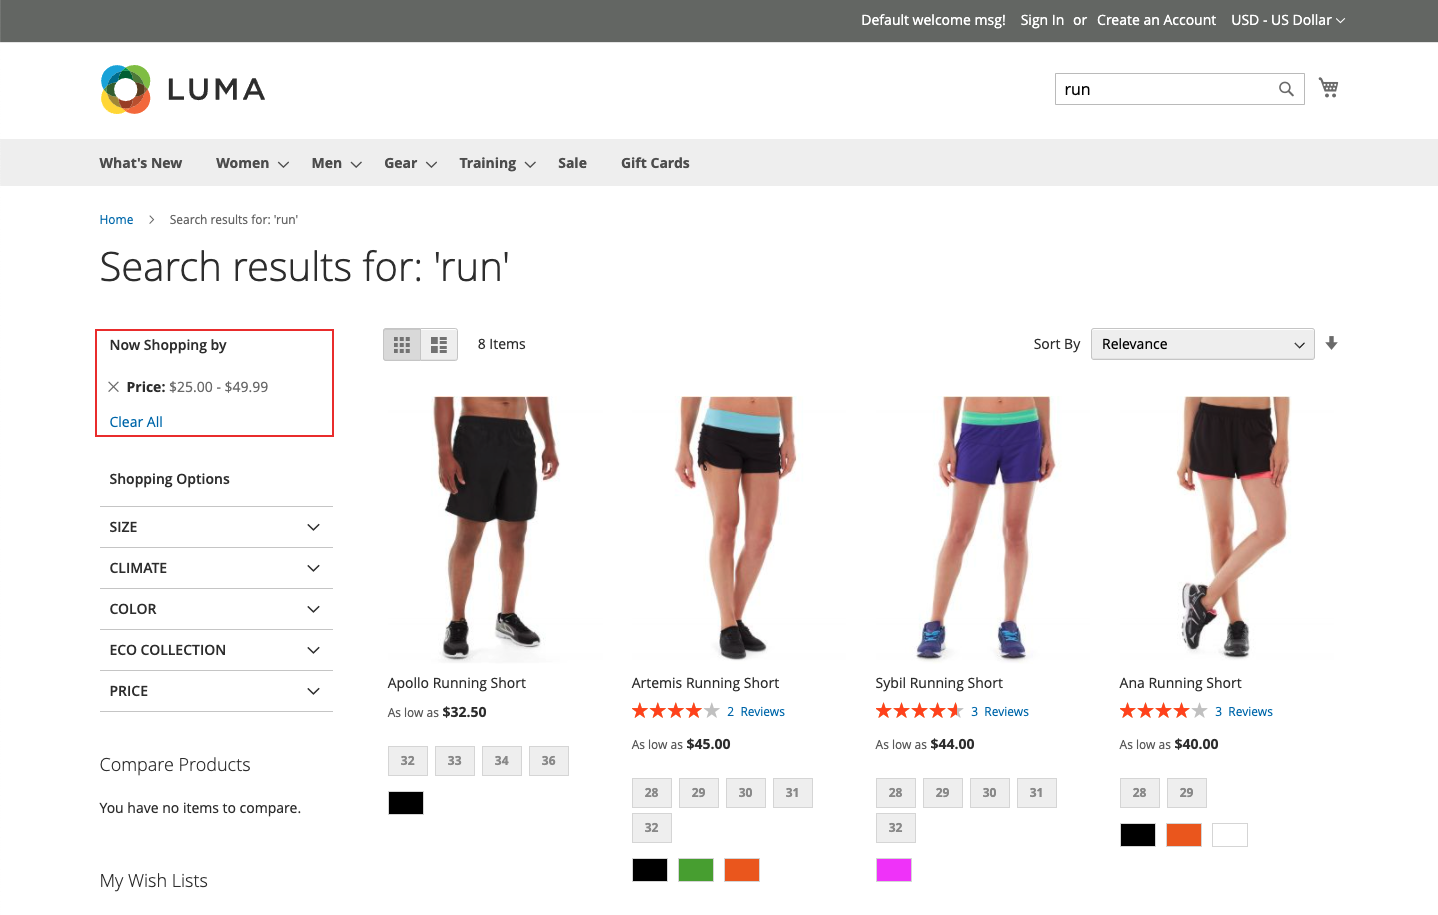 Default welcome msg! Sign In or Create an Account USD - US Dollar
LUMA
run
What's New Women Men Gear Training Sale Gift Cards
Home Search results for: 'run'
Search results for: 'run'
Now Shopping by
Price: $25.00 - $49.99
Clear All
Shopping Options
SIZE
CLIMATE
COLOR
ECO COLLECTION
PRICE
Compare Products
You have no items to compare.
My Wish Lists
8 Items
Sort By Relevance
Apollo Running Short
As low as $32.50
32 33 34 36
Artemis Running Short
2 Reviews
As low as $45.00
28 29 30 31
32
Sybil Running Short
3 Reviews
As low as $44.00
28 29 30 31
32
Ana Running Short
3 Reviews
As low as $40.00
28 29